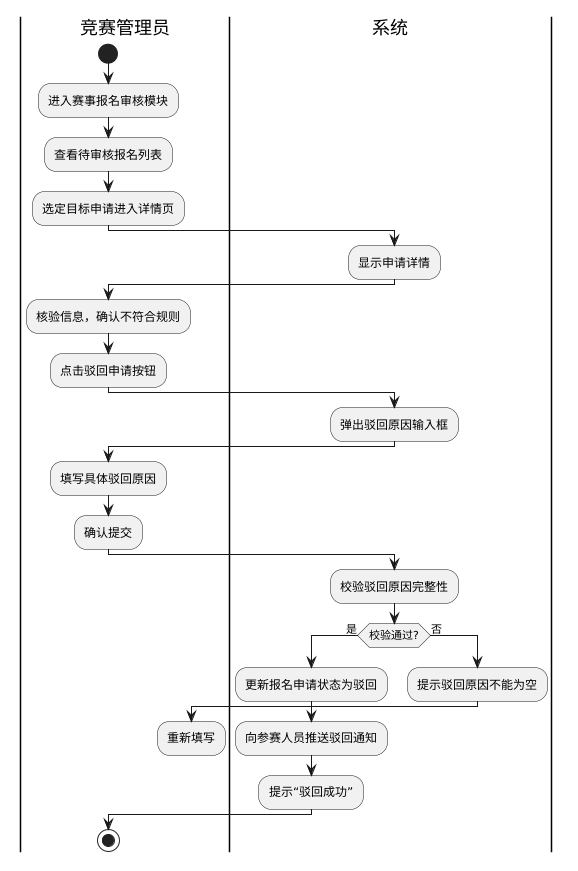 竞赛管理员
系统
进入赛事报名审核模块
查看待审核报名列表
选定目标申请进入详情页
显示申请详情
核验信息，确认不符合规则
点击驳回申请按钮
弹出驳回原因输入框
填写具体驳回原因
确认提交
校验驳回原因完整性
是
校验通过?
否
更新报名申请状态为驳回
提示驳回原因不能为空
重新填写
向参赛人员推送驳回通知
提示“驳回成功”